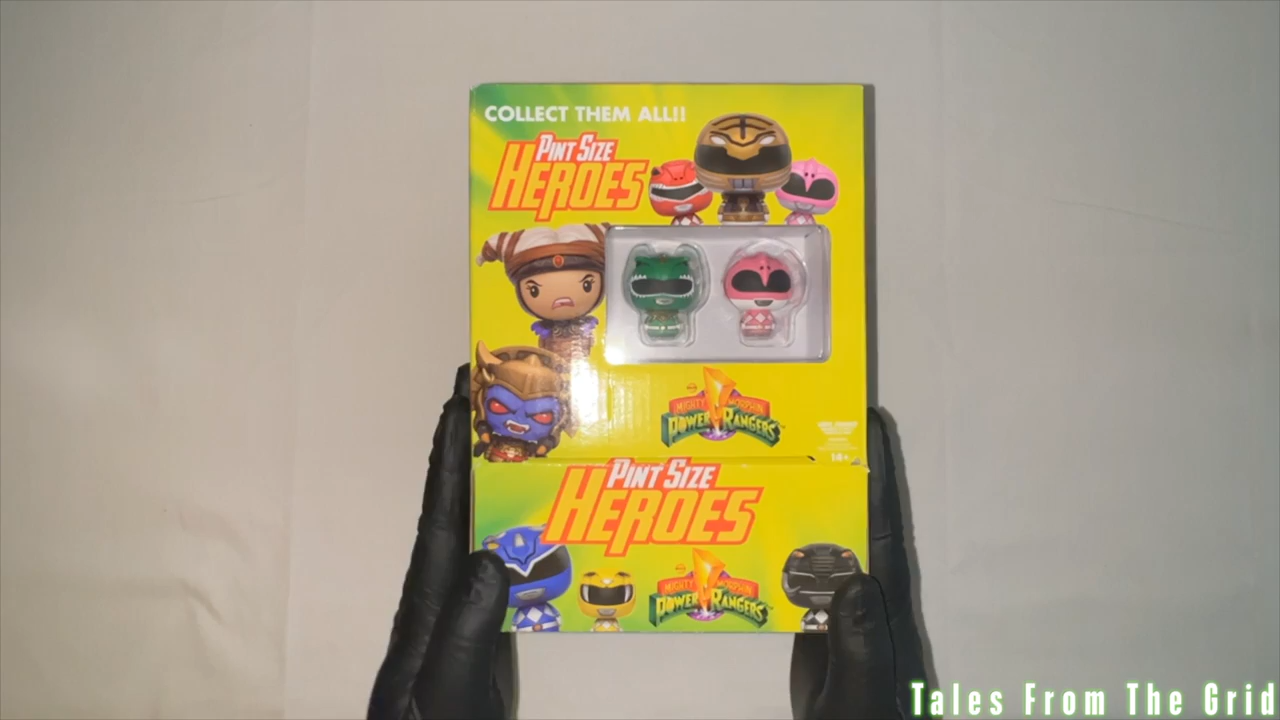 COLLECT THEM ALL!!
PINT SIZE
HEROES
MIGHTY MORPHIN
POWER RANGERS
14+
PINT SIZE
HEROES
MIGHTY MORPHIN
POWER RANGERS
Tales From The Grid